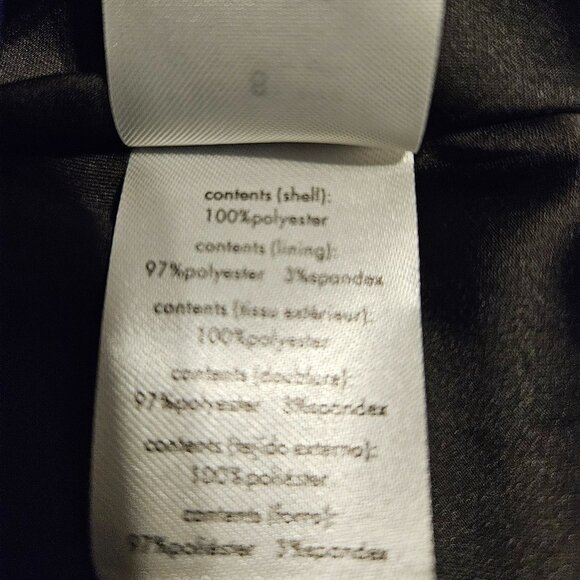 8
contents (shell):
100%polyester
contents (lining):
97%polyester 3%spandex
contents (tissu extérieur):
100%polyester
contents (doublure):
97%polyester 3%spandex
contents (tejido externo):
100%poliester
contents (forro):
97%poliéster 3%spandex